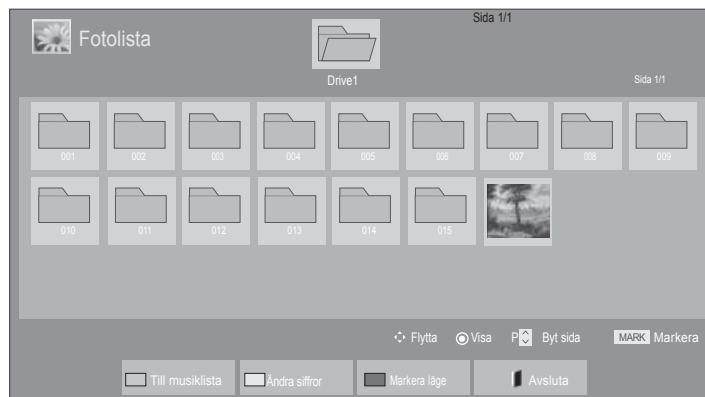 Sida 1/1
Fotolista
Drive1
Sida 1/1
001 002 003 004 005 006 007 008 009
010 011 012 013 014 015
Flytta Visa P Byt sida MARK Markera
Till musiklista Ändra siffror Markera läge Avsluta